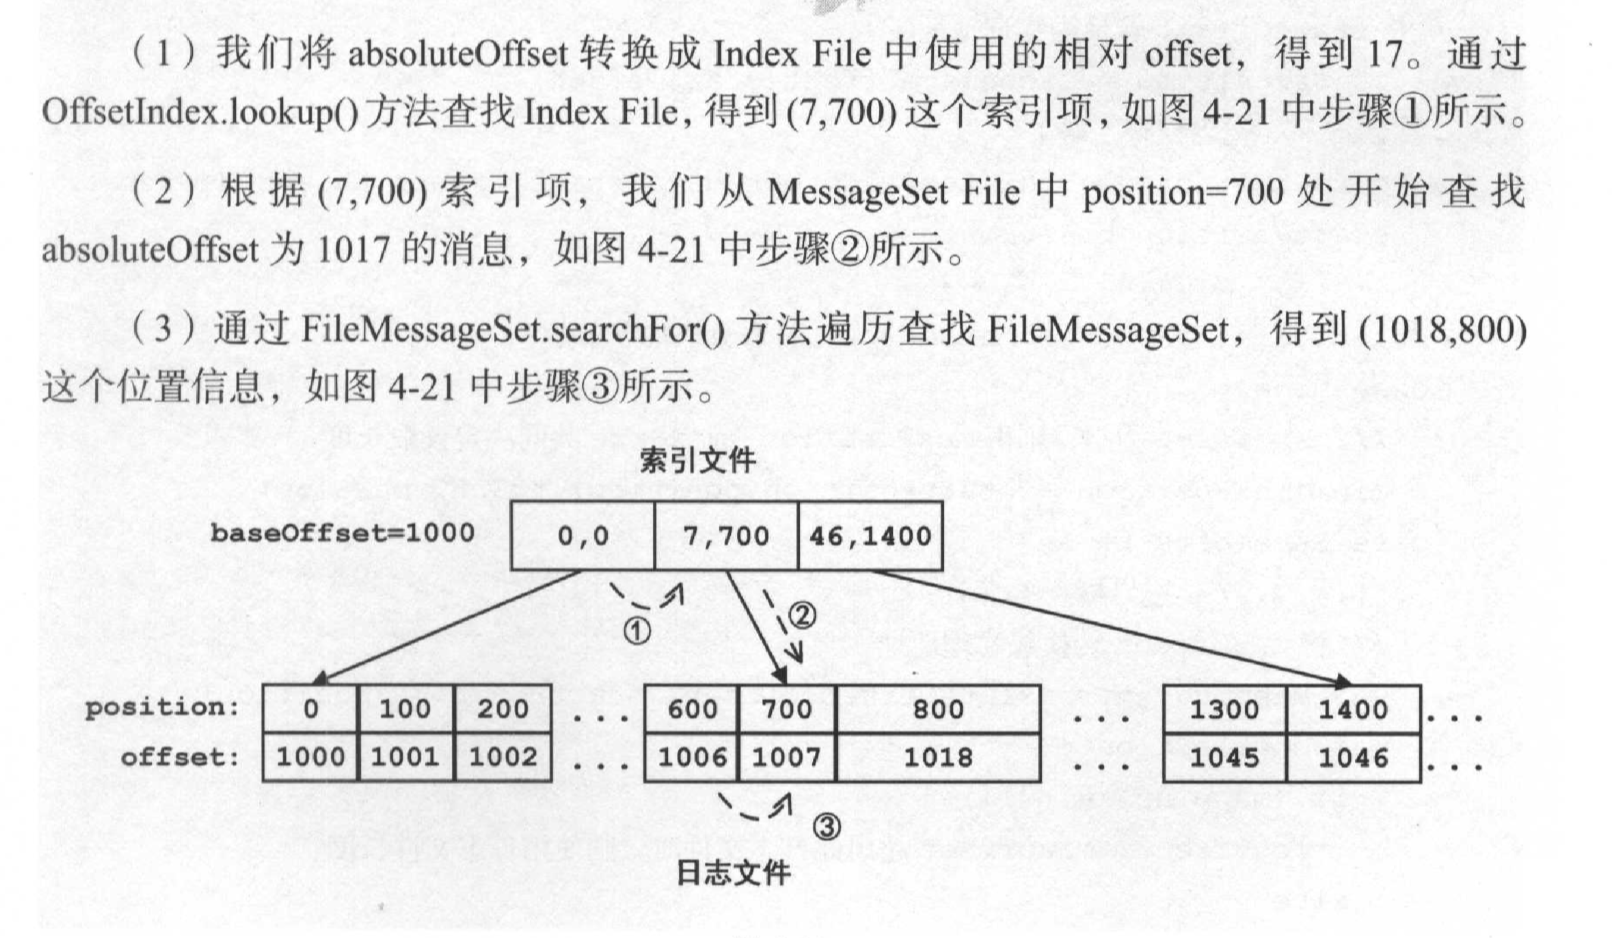 （1）我们将 absoluteOffset 转换成 Index File 中使用的相对 offset，得到 17。通过
OffsetIndex.lookup() 方法查找 Index File，得到 (7,700) 这个索引项，如图 4-21 中步骤①所示。
（2）根据 (7,700) 索引项，我们从 MessageSet File 中 position=700 处开始查找
absoluteOffset 为 1017 的消息，如图 4-21 中步骤②所示。
（3）通过 FileMessageSet.searchFor() 方法遍历查找 FileMessageSet，得到 (1018,800)
这个位置信息，如图 4-21 中步骤③所示。
索引文件
baseOffset=1000 0,0 7,700 46,1400
① ②
position: 0 100 200 ... 600 700 800 ... 1300 1400 ...
offset: 1000 1001 1002 ... 1006 1007 1018 ... 1045 1046 ...
③
日志文件